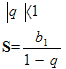 |q |<1
S=b₁/(1 − q)